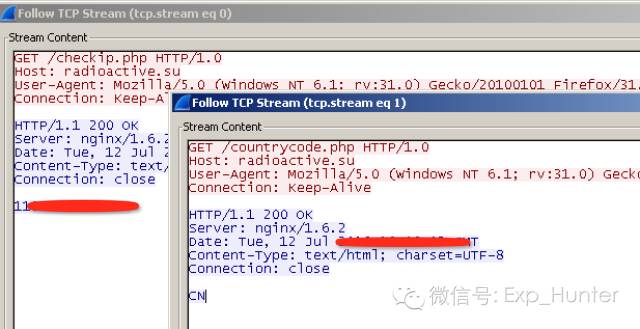 Follow TCP Stream (tcp.stream eq 0)
Stream Content
GET /checkip.php HTTP/1.0
Host: radioactive.su
User-Agent: Mozilla/5.0 (Windows NT 6.1; rv:31.0) Gecko/20100101 Firefox/31.
Connection: Keep-Al
HTTP/1.1 200 OK
Server: nginx/1.6.2
Date: Tue, 12 Jul 2
Content-Type: text/
Connection: close
11
Follow TCP Stream (tcp.stream eq 1)
Stream Content
GET /countrycode.php HTTP/1.0
Host: radioactive.su
User-Agent: Mozilla/5.0 (Windows NT 6.1; rv:31.0) Geck
Connection: Keep-Alive
HTTP/1.1 200 OK
Server: nginx/1.6.2
Date: Tue, 12 Jul
Content-Type: text/html; charset=UTF-8
Connection: close
CN
微信号: Exp_Hunter